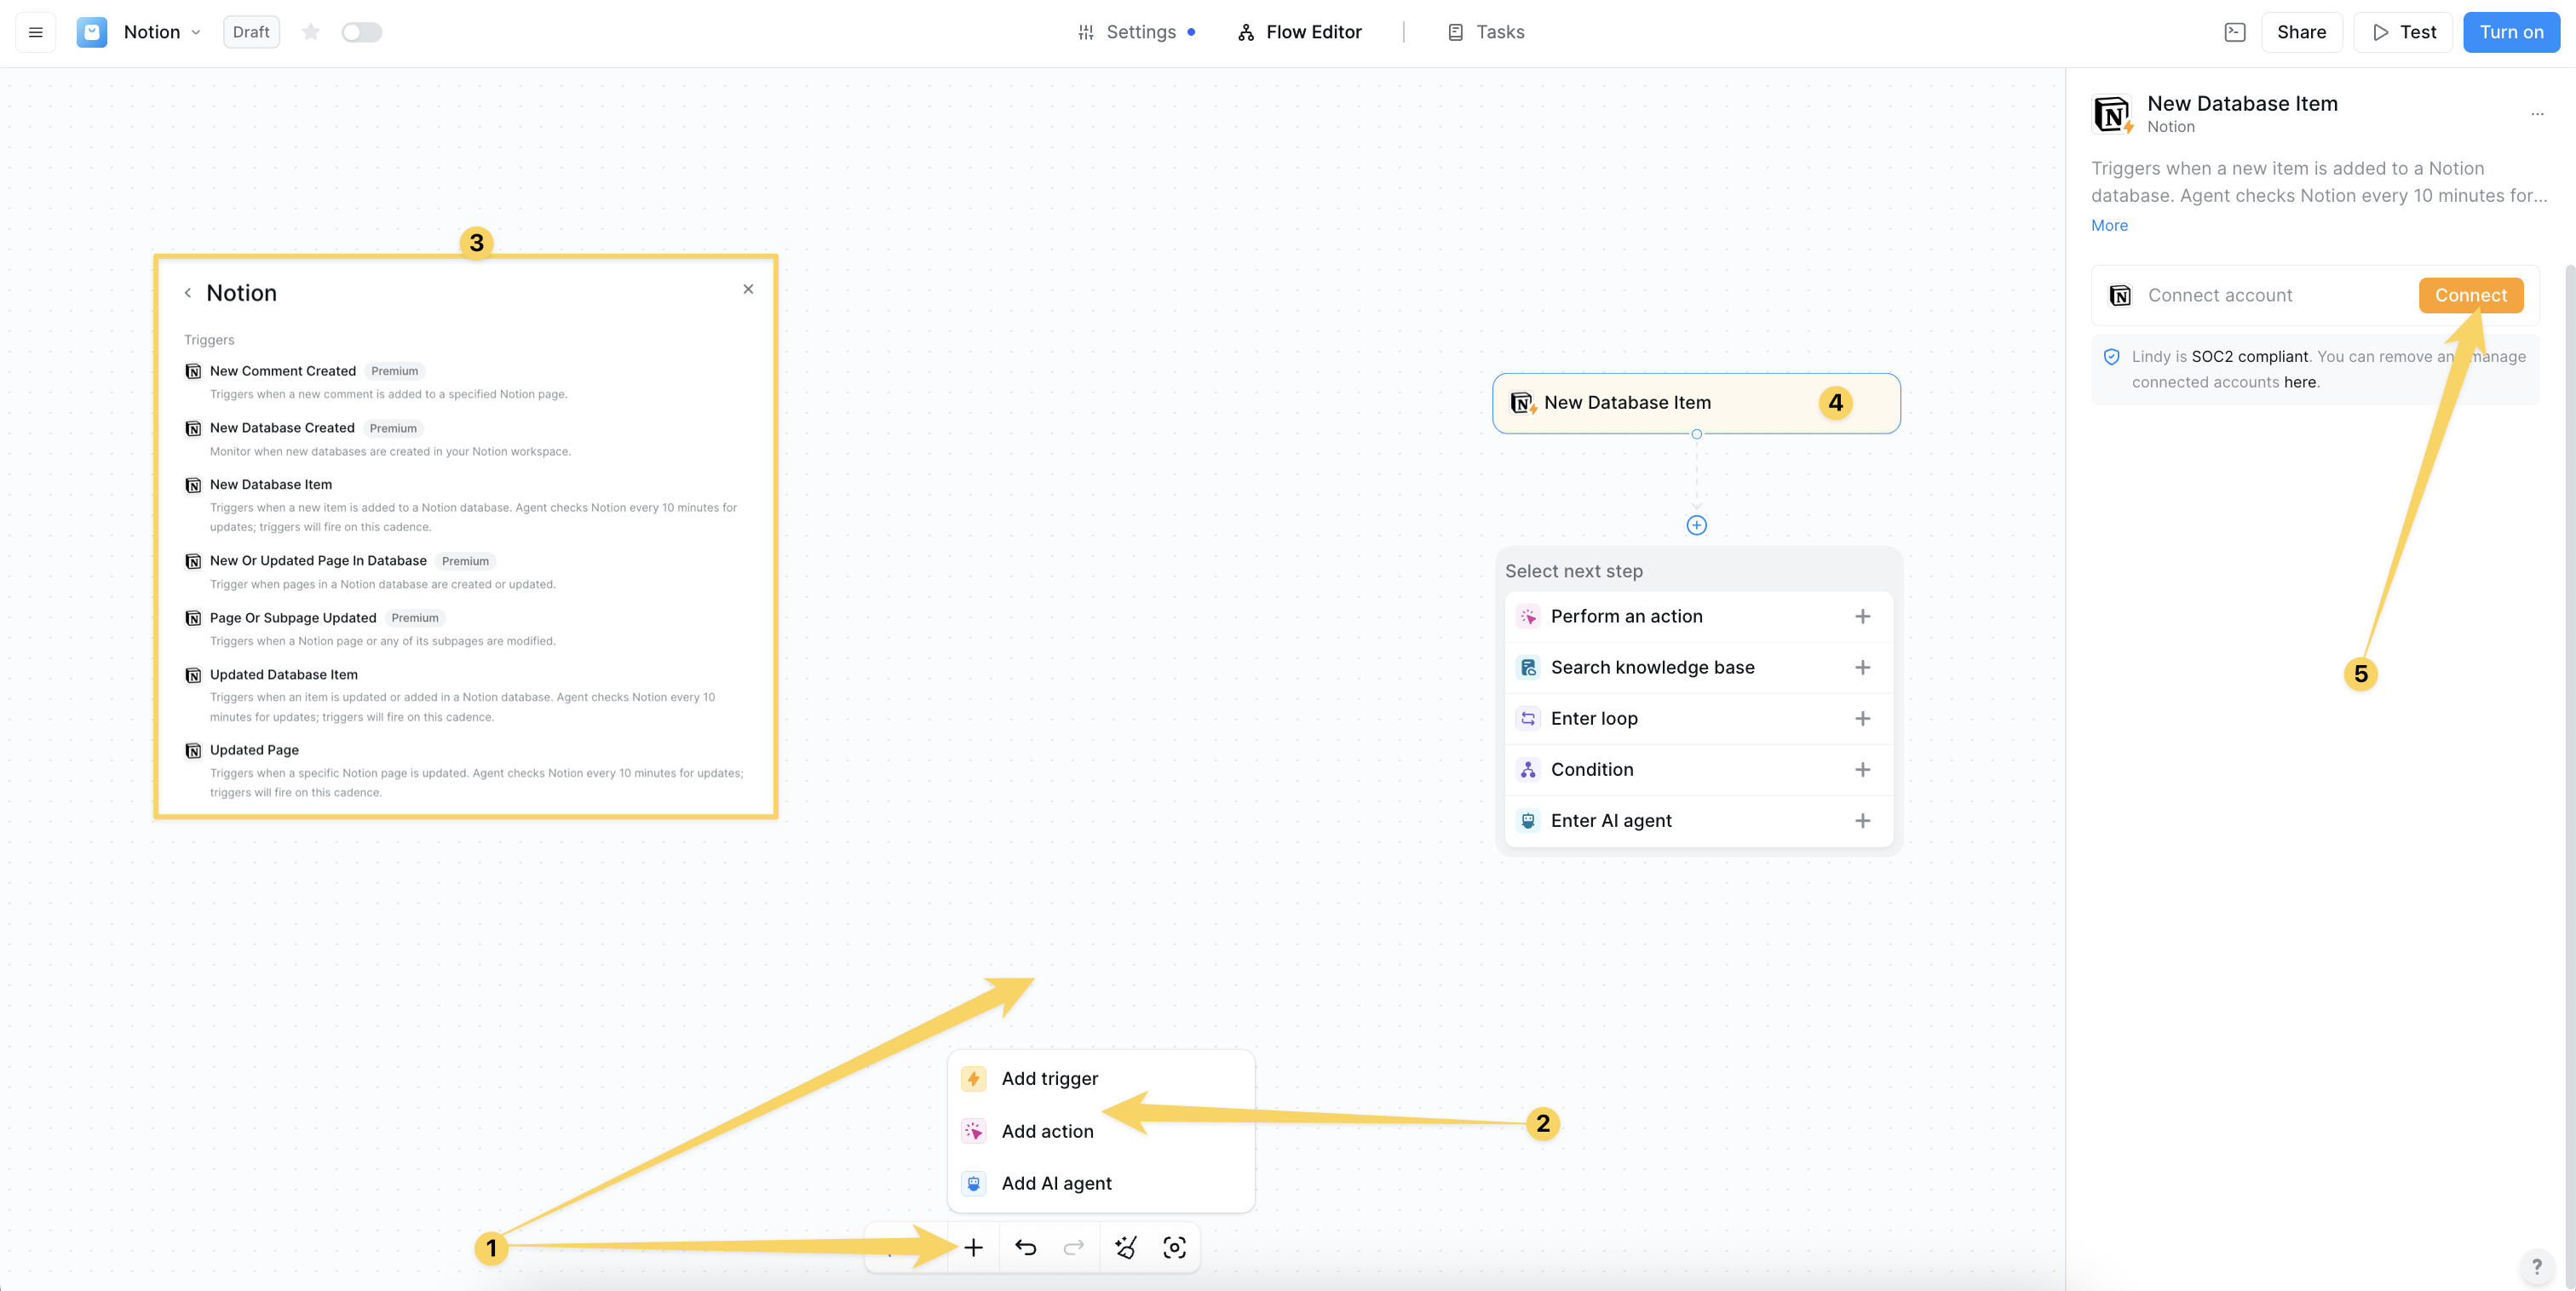 Notion
Draft
Settings
Flow Editor
Tasks
Share
Test
Turn on
3
Notion
Triggers
New Comment Created Premium
Triggers when a new comment is added to a specified Notion page.
New Database Created Premium
Monitor when new databases are created in your Notion workspace.
New Database Item
Triggers when a new item is added to a Notion database. Agent checks Notion every 10 minutes for
updates; triggers will fire on this cadence.
New Or Updated Page In Database Premium
Trigger when pages in a Notion database are created or updated.
Page Or Subpage Updated Premium
Triggers when a Notion page or any of its subpages are modified.
Updated Database Item
Triggers when an item is updated or added in a Notion database. Agent checks Notion every 10
minutes for updates; triggers will fire on this cadence.
Updated Page
Triggers when a specific Notion page is updated. Agent checks Notion every 10 minutes for updates;
triggers will fire on this cadence.
New Database Item 4
Select next step
Perform an action
Search knowledge base
Enter loop
Condition
Enter AI agent
Add trigger
Add action
Add AI agent
2
1
New Database Item
Notion
Triggers when a new item is added to a Notion
database. Agent checks Notion every 10 minutes for...
More
Connect account
Connect
Lindy is SOC2 compliant. You can remove manage
connected accounts here.
5
?